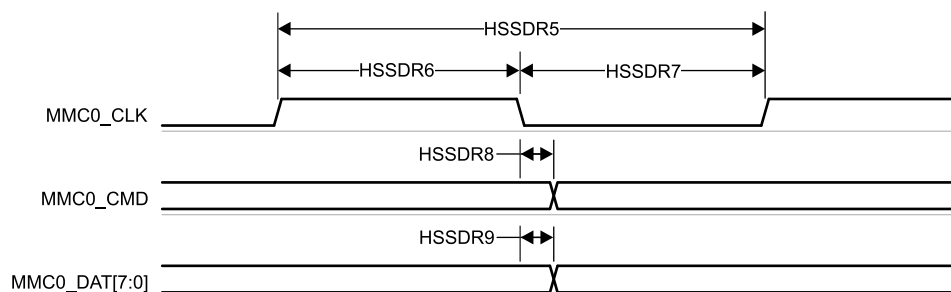 HSSDR5
HSSDR6 HSSDR7
MMC0_CLK
HSSDR8
MMC0_CMD
HSSDR9
MMC0_DAT[7:0]